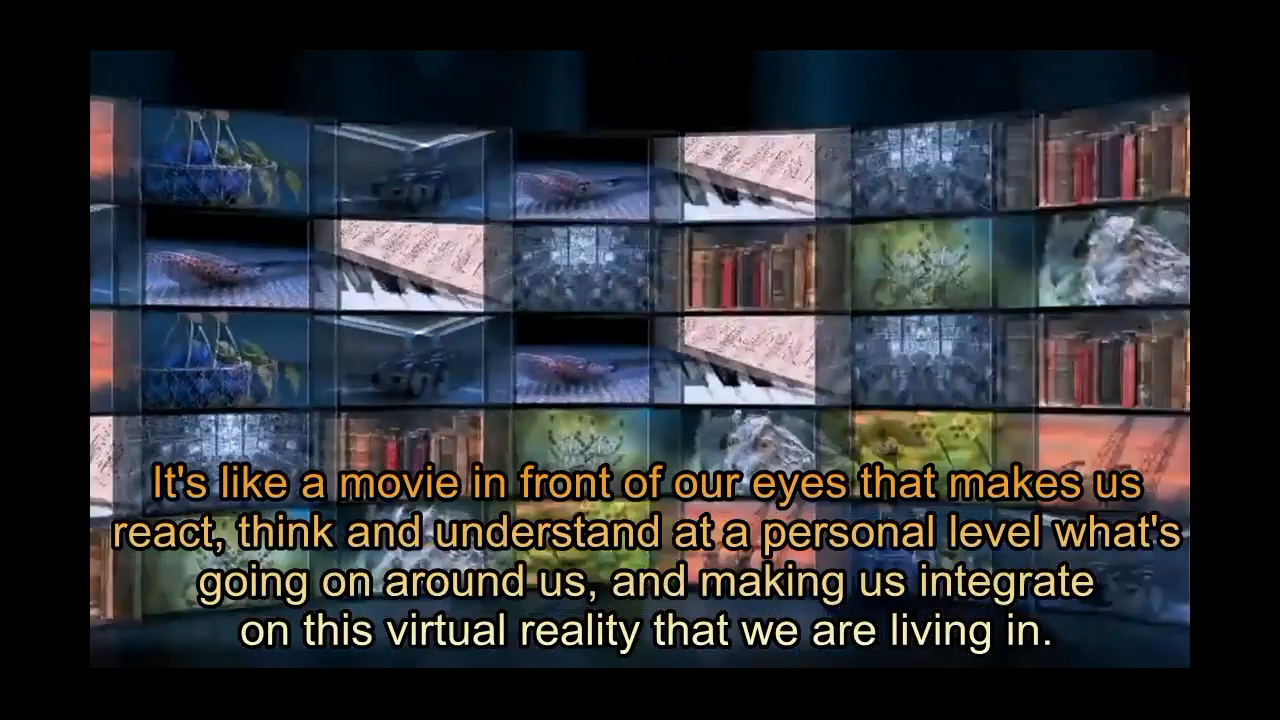 It's like a movie in front of our eyes that makes us
react, think and understand at a personal level what's
going on around us, and making us integrate
on this virtual reality that we are living in.